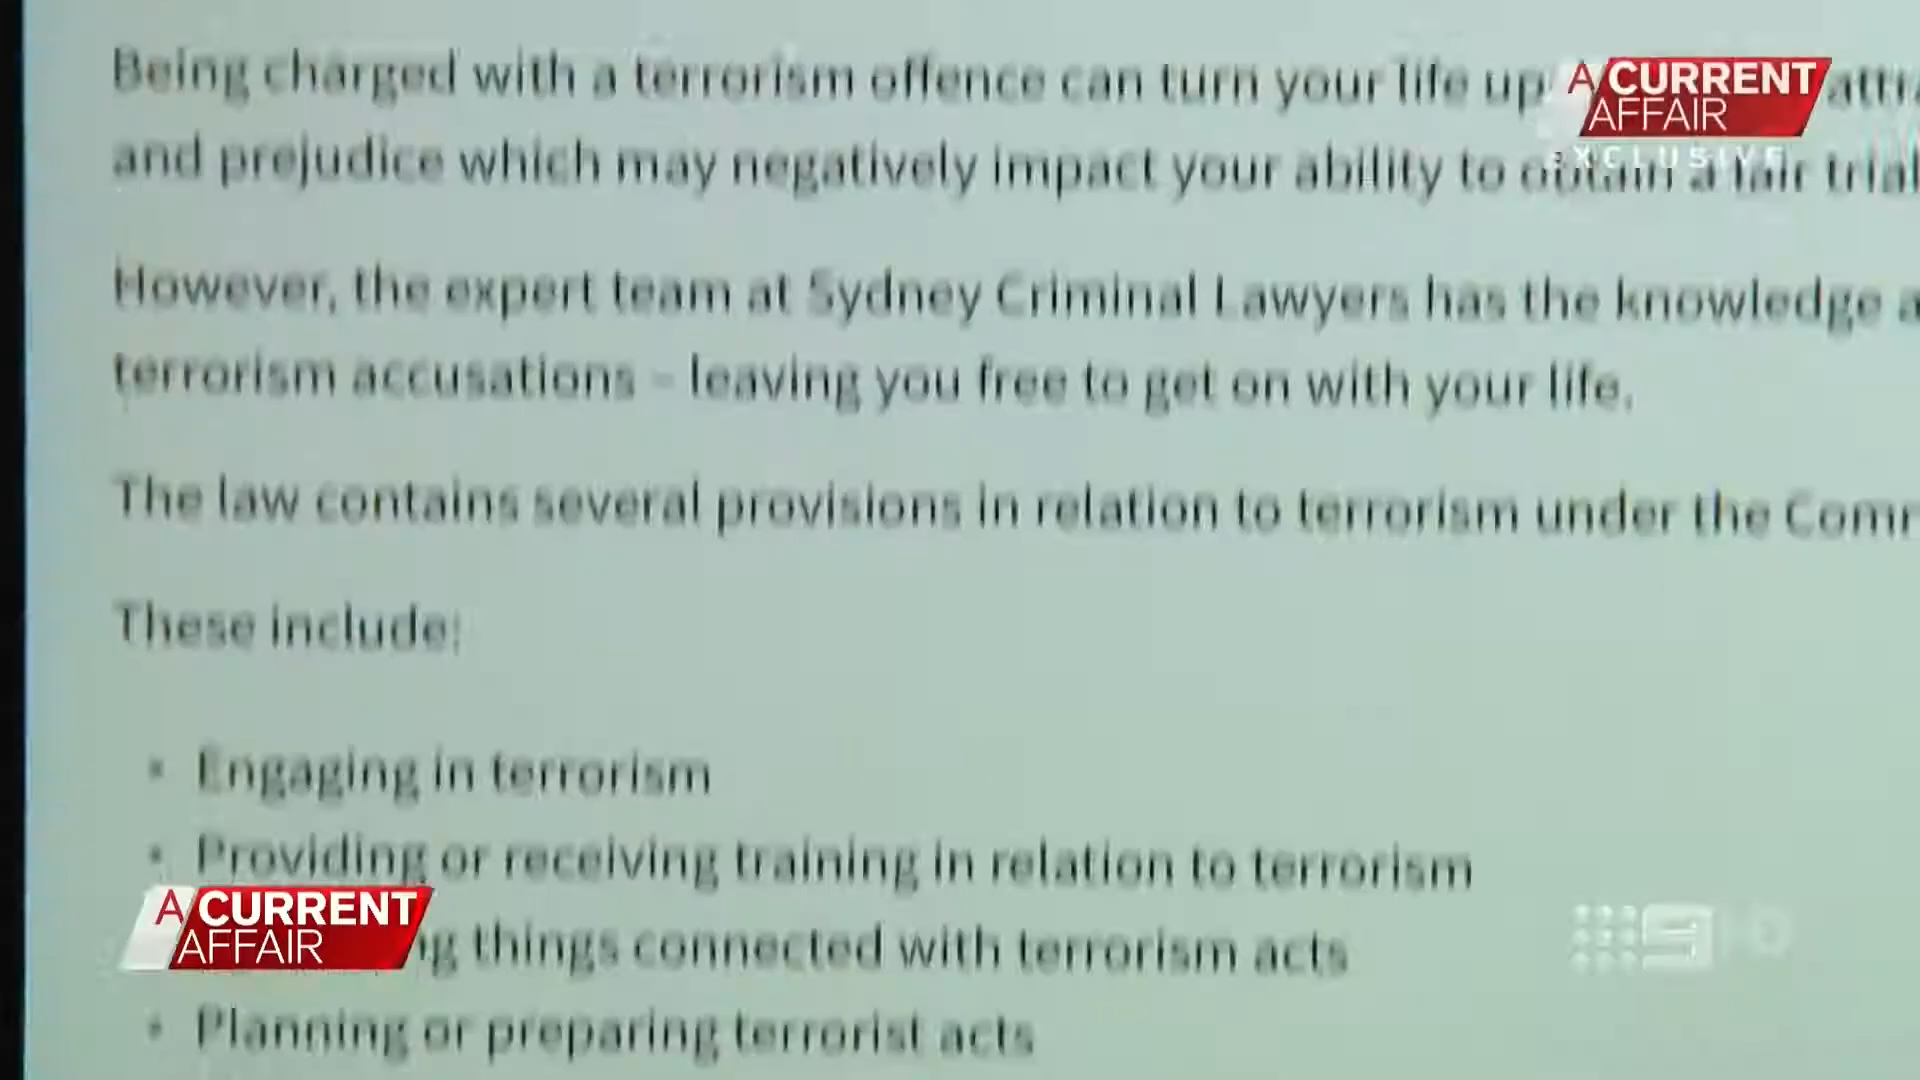 Being charged with a terrorism offence can turn your life up
A CURRENT
AFFAIR
EXCLUSIVE
and prejudice which may negatively impact your ability to obtain a fair trial
However, the expert team at Sydney Criminal Lawyers has the knowledge
terrorism accusations – leaving you free to get on with your life.
The law contains several provisions in relation to terrorism under the
These include:
• Engaging in terrorism
• Providing or receiving training in relation to terrorism
things connected with terrorism acts
• Planning or preparing terrorist acts
A CURRENT
AFFAIR
9HD